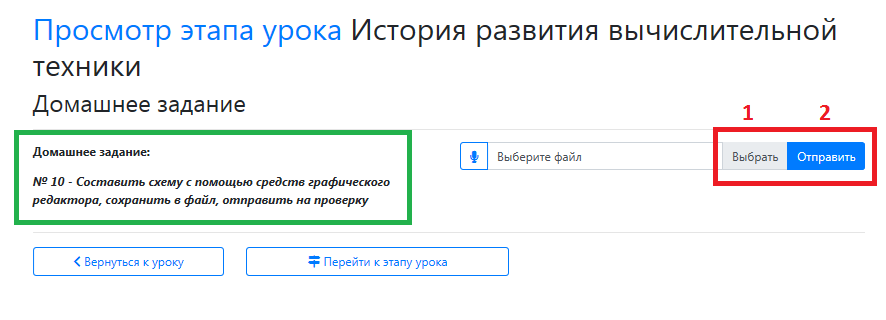 Просмотр этапа урока История развития вычислительной
техники
Домашнее задание
1 2
Домашнее задание:
Выберите файл Выбрать Отправить
№ 10 - Составить схему с помощью средств графического
редактора, сохранить в файл, отправить на проверку
Вернуться к уроку Перейти к этапу урока